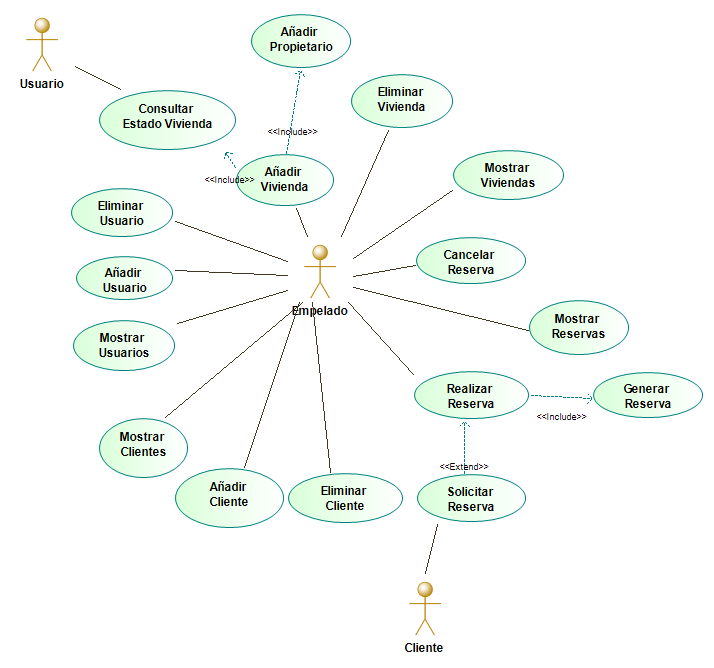 Añadir
Propietario
Usuario
Eliminar
Vivienda
Consultar
Estado Vivienda
<<Include>>
Añadir
Vivienda
<<Include>>
Mostrar
Viviendas
Eliminar
Usuario
Cancelar
Reserva
Añadir
Usuario
Empelado
Mostrar
Reservas
Mostrar
Usuarios
Realizar
Reserva
Generar
Reserva
<<Include>>
Mostrar
Clientes
<<Extend>>
Añadir
Cliente
Eliminar
Cliente
Solicitar
Reserva
Cliente